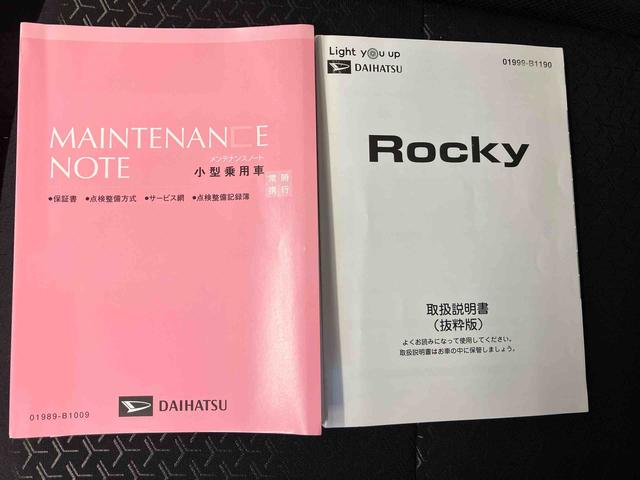 MAINTENANCE
NOTE
メンテナンスノート
小型乗用車
常時
携行
●保証書 ●点検整備方式 ●サービス網 ●点検整備記録簿
01989-B1009
DAIHATSU
Light you up
DAIHATSU
01999-B1190
Rocky
取扱説明書
（抜粋版）
よくお読みになって使用してください。
取扱説明書はお車の中に保管しましょう。